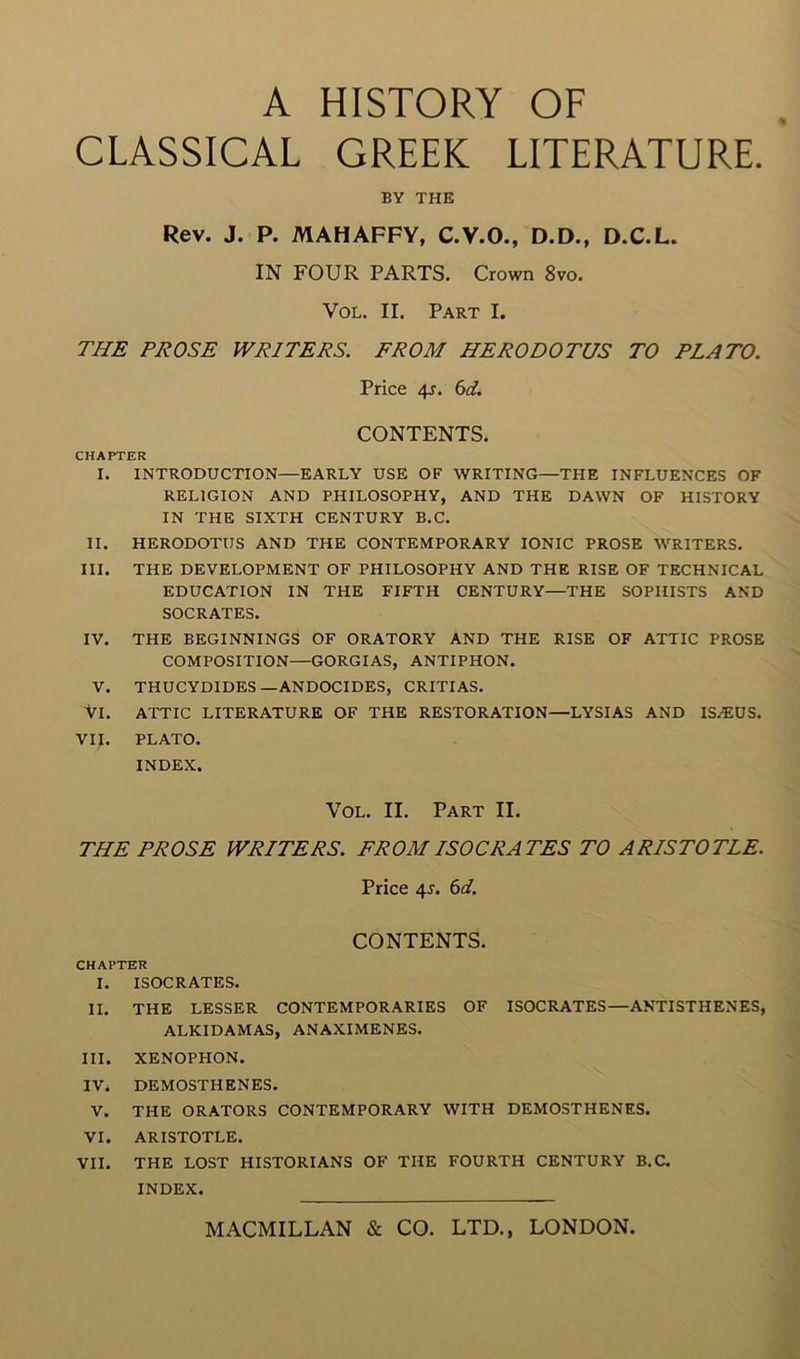 A HISTORY OF
CLASSICAL GREEK LITERATURE.
BY THE
Rev. J. P. MAHAFFY, C.V.O., D.D., D.C.L.
IN FOUR PARTS. Crown 8vo.
VOL. II. PART I.
THE PROSE WRITERS. FROM HERODOTUS TO PLATO.
Price 4s. 6d.
CONTENTS.
CHAPTER
I. INTRODUCTION—EARLY USE OF WRITING—THE INFLUENCES OF
RELIGION AND PHILOSOPHY, AND THE DAWN OF HISTORY
IN THE SIXTH CENTURY B.C.
II. HERODOTUS AND THE CONTEMPORARY IONIC PROSE WRITERS.
III. THE DEVELOPMENT OF PHILOSOPHY AND THE RISE OF TECHNICAL
EDUCATION IN THE FIFTH CENTURY—THE SOPHISTS AND
SOCRATES.
IV. THE BEGINNINGS OF ORATORY AND THE RISE OF ATTIC PROSE
COMPOSITION—GORGIAS, ANTIPHON.
V. THUCYDIDES—ANDOCIDES, CRITIAS.
VI. ATTIC LITERATURE OF THE RESTORATION—LYSIAS AND ISÆUS.
VII. PLATO.
INDEX.
VOL. II. PART II.
THE PROSE WRITERS. FROM ISOCRATES TO ARISTOTLE.
Price 4s. 6d.
CONTENTS.
CHAPTER
I. ISOCRATES.
II. THE LESSER CONTEMPORARIES OF ISOCRATES—ANTISTHENES,
ALKIDAMAS, ANAXIMENES.
III. XENOPHON.
IV. DEMOSTHENES.
V. THE ORATORS CONTEMPORARY WITH DEMOSTHENES.
VI. ARISTOTLE.
VII. THE LOST HISTORIANS OF THE FOURTH CENTURY B.C.
INDEX.
MACMILLAN & CO. LTD., LONDON.